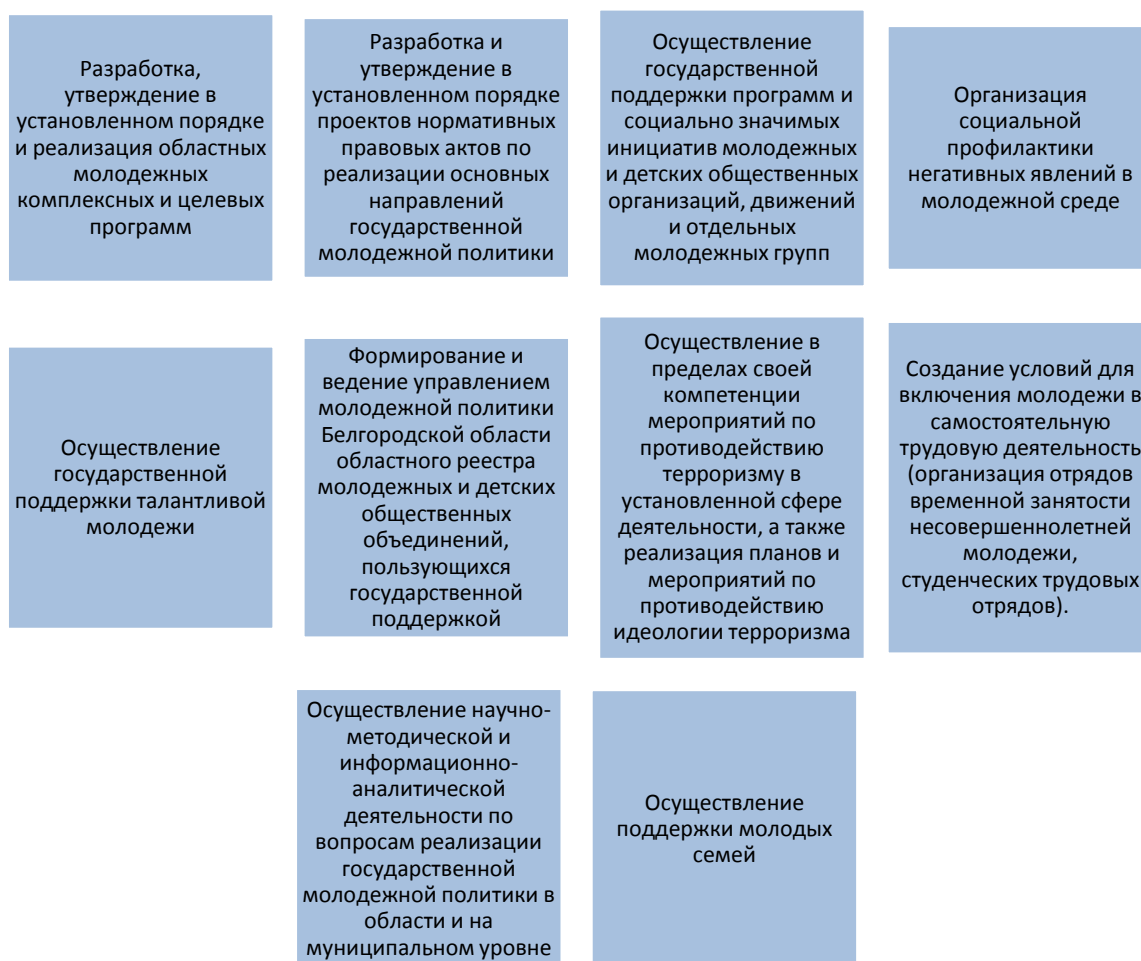 Разработка,
утверждение в
установленном порядке
и реализация областных
молодежных
комплексных и целевых
программ
Разработка и
утверждение в
установленном порядке
проектов нормативных
правовых актов по
реализации основных
направлений
государственной
молодежной политики
Осуществление
государственной
поддержки программ и
социально значимых
инициатив молодежных
и детских общественных
организаций, движений
и отдельных
молодежных групп
Организация
социальной
профилактики
негативных явлений в
молодежной среде
Осуществление
государственной
поддержки талантливой
молодежи
Формирование и
ведение управлением
молодежной политики
Белгородской области
областного реестра
молодежных и детских
общественных
объединений,
пользующихся
государственной
поддержкой
Осуществление в
пределах своей
компетенции
мероприятий по
противодействию
терроризму в
установленной сфере
деятельности, а также
реализация планов и
мероприятий по
противодействию
идеологии терроризма
Создание условий для
включения молодежи в
самостоятельную
трудовую деятельность
(организация отрядов
временной занятости
несовершеннолетней
молодежи,
студенческих трудовых
отрядов).
Осуществление научно-
методической и
информационно-
аналитической
деятельности по
вопросам реализации
государственной
молодежной политики в
области и на
муниципальном уровне
Осуществление
поддержки молодых
семей